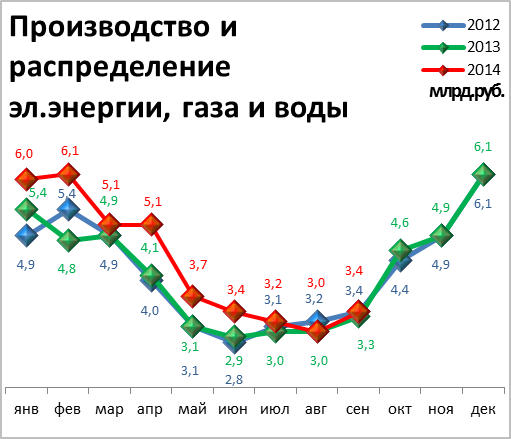 Производство и
распределение
эл.энергии, газа и воды
2012
2013
2014
млрд.руб.
6,0 6,1 5,1 5,1 3,7 3,4 3,2 3,0 3,4
5,4 4,8 4,9 4,1 3,1 2,9 3,0 3,0 3,3 4,6 4,9 6,1
4,9 5,4 4,9 4,0 3,1 2,8 3,1 3,2 3,4 4,4 4,9 6,1
янв фев мар апр май июн июл авг сен окт ноя дек